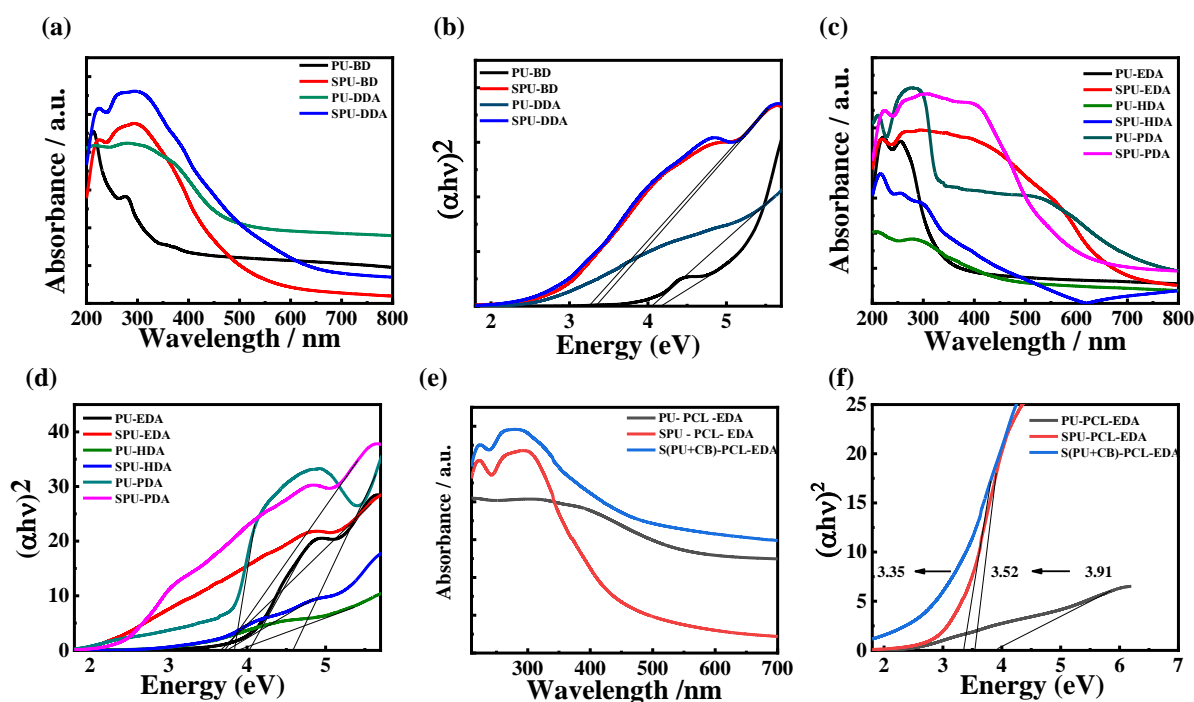 (a)
PU-BD
SPU-BD
PU-DDA
SPU-DDA
Absorbance / a.u.
200 300 400 500 600 700 800
Wavelength / nm
(b)
PU-BD
SPU-BD
PU-DDA
SPU-DDA
(αhν)²
2 3 4 5
Energy (eV)
(c)
PU-EDA
SPU-EDA
PU-HDA
SPU-HDA
PU-PDA
SPU-PDA
Absorbance / a.u.
200 300 400 500 600 700 800
Wavelength / nm
(d)
PU-EDA
SPU-EDA
PU-HDA
SPU-HDA
PU-PDA
SPU-PDA
(αhν)²
40
30
20
10
0
2 3 4 5
Energy (eV)
(e)
PU- PCL -EDA
SPU - PCL- EDA
S(PU+CB)-PCL-EDA
Absorbance / a.u.
300 400 500 600 700
Wavelength /nm
(f)
PU-PCL-EDA
SPU-PCL-EDA
S(PU+CB)-PCL-EDA
(αhν)²
25
20
15
10
5
0
3.35 3.52 3.91
2 3 4 5 6 7
Energy (eV)